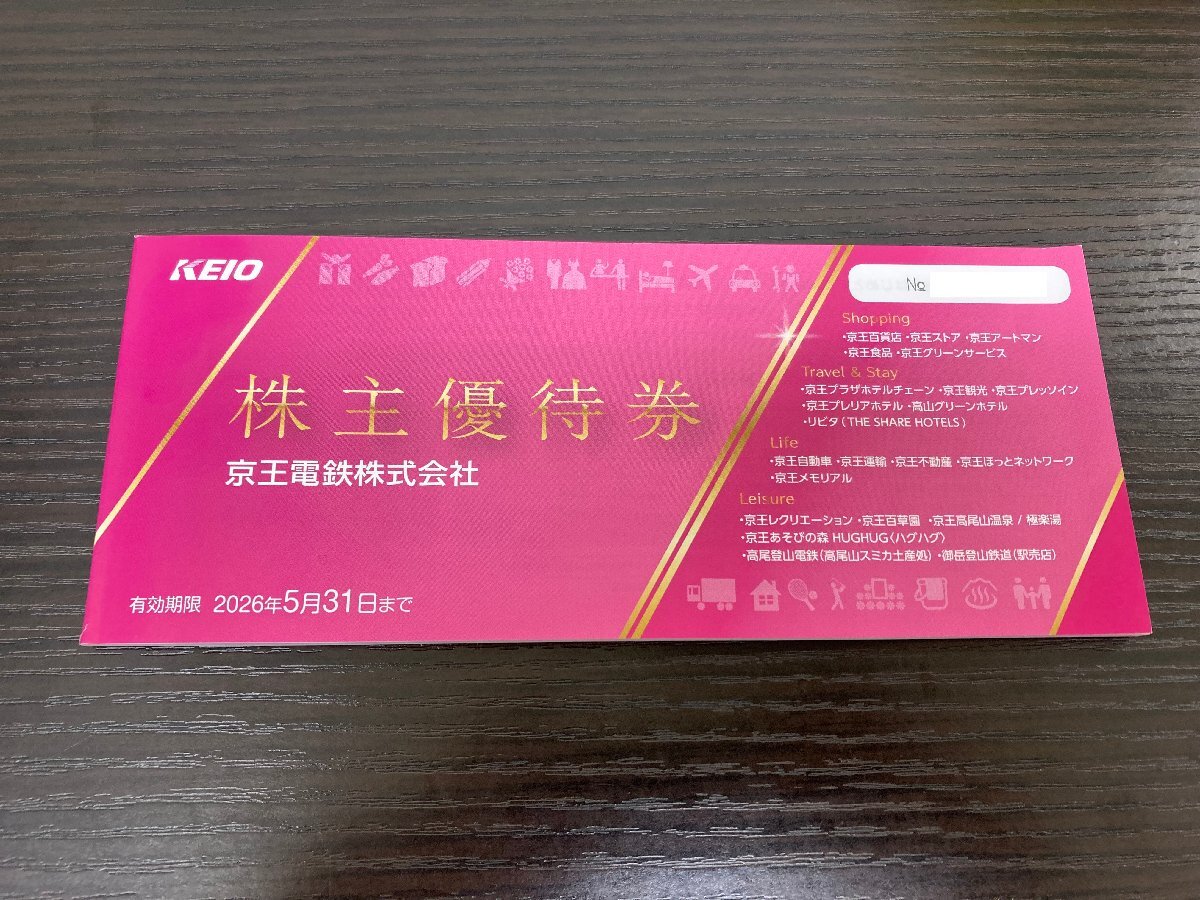 KEIO
株主優待券
京王電鉄株式会社
有効期限 2026年5月31日まで
No
Shopping
・京王百貨店・京王ストア・京王アートマン
・京王食品・京王グリーンサービス
Travel & Stay
・京王プラザホテルチェーン・京王観光・京王プレッソイン
・京王プレリアホテル・高山グリーンホテル
・リビタ(THE SHARE HOTELS)
Life
・京王自動車・京王運輸・京王不動産・京王ほっとネットワーク
・京王メモリアル
Leisure
・京王レクリエーション・京王百草園 ・京王高尾山温泉 / 極楽湯
・京王あそびの森 HUGHUG〈ハグハグ〉
・高尾登山電鉄(高尾山スミカ土産処)・御岳登山鉄道(駅売店)